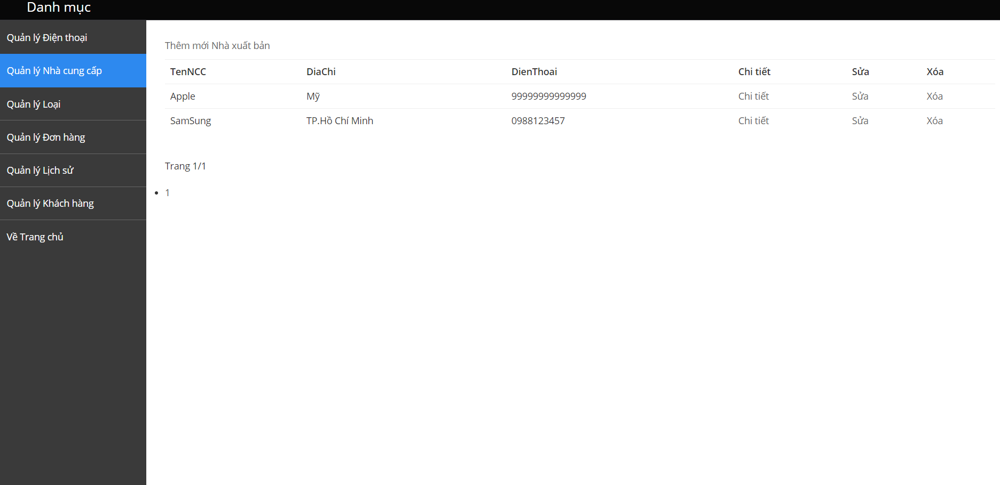 Danh mục
Quản lý Điện thoại
Quản lý Nhà cung cấp
Quản lý Loại
Quản lý Đơn hàng
Quản lý Lịch sử
Quản lý Khách hàng
Về Trang chủ
Thêm mới Nhà xuất bản
TenNCC DiaChi DienThoai Chi tiết Sửa Xóa
Apple Mỹ 99999999999999 Chi tiết Sửa Xóa
SamSung TP.Hồ Chí Minh 0988123457 Chi tiết Sửa Xóa
Trang 1/1
• 1